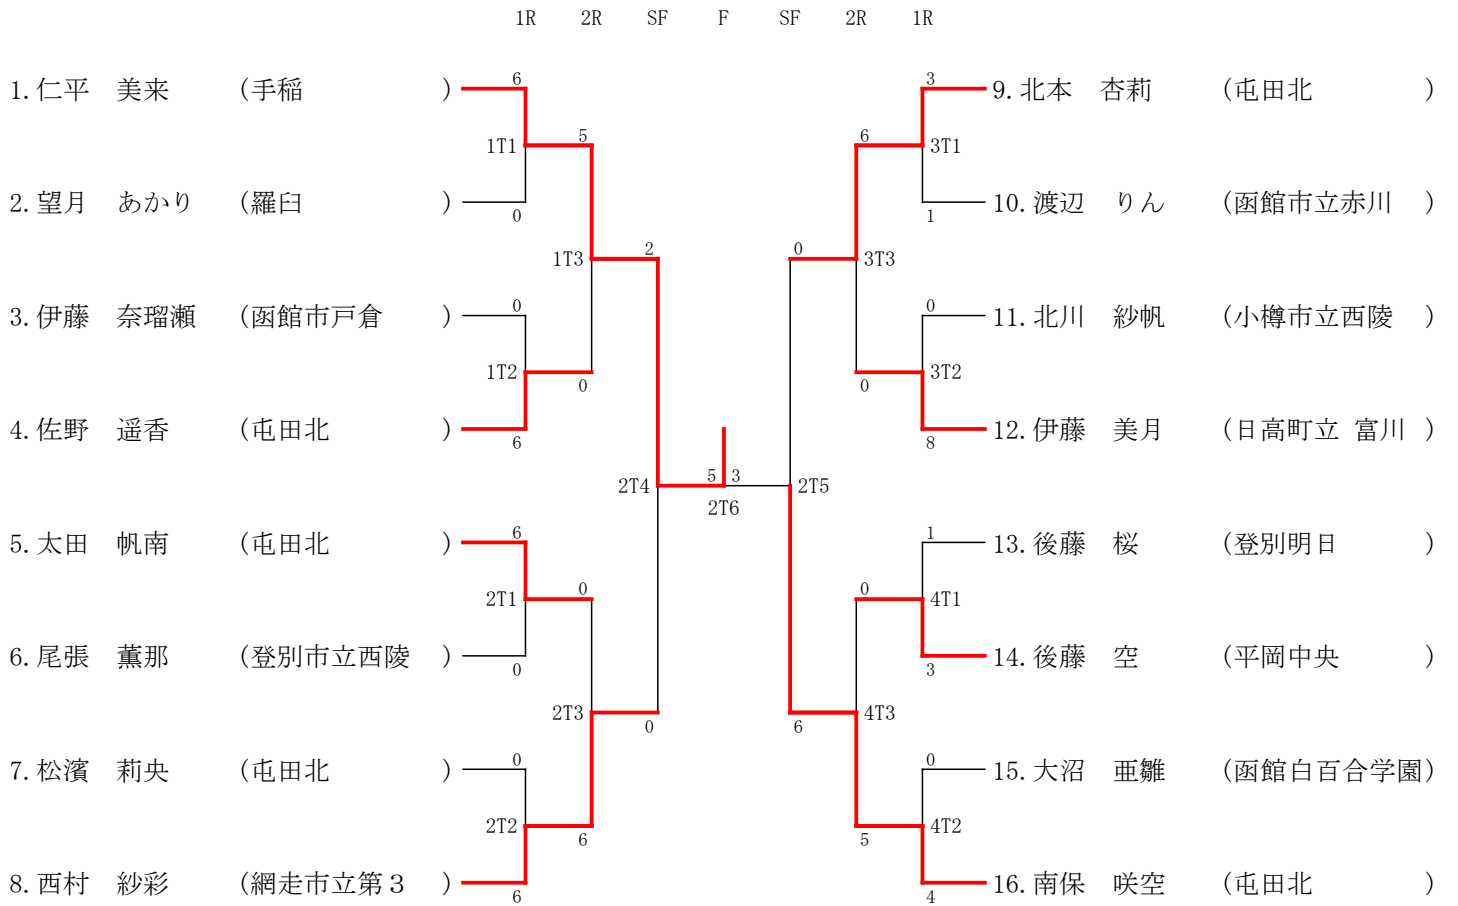 1R 2R SF F SF 2R 1R
6 3
1.仁平 美来 (手稲 ) 9.北本 杏莉 (屯田北 )
1T1 5 6 3T1
2.望月 あかり (羅臼 ) 10.渡辺 りん (函館市立赤川 )
0 1
1T3 2 0 3T3
0 0
3.伊藤 奈瑠瀬 (函館市戸倉 ) 11.北川 紗帆 (小樽市立西陵 )
1T2 0 0 3T2
4.佐野 遥香 (屯田北 ) 12.伊藤 美月 (日高町立 富川 )
6 8
2T4 5 3 2T5
2T6
6 1
5.太田 帆南 (屯田北 ) 13.後藤 桜 (登別明日 )
2T1 0 0 4T1
6.尾張 薫那 (登別市立西陵 ) 14.後藤 空 (平岡中央 )
0 3
2T3 0 6 4T3
0 0
7.松濱 莉央 (屯田北 ) 15.大沼 亜雛 (函館白百合学園)
2T2 6 5 4T2
8.西村 紗彩 (網走市立第3 ) 16.南保 咲空 (屯田北 )
6 4